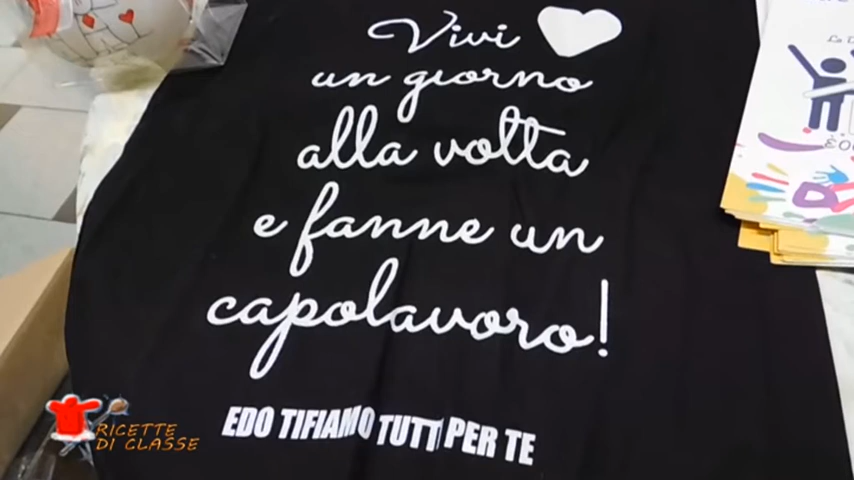 Vivi
un giorno
alla volta
e fanne un
capolavoro!
EDO TIFIAMO TUTTI PER TE
RICETTE
DI CLASSE